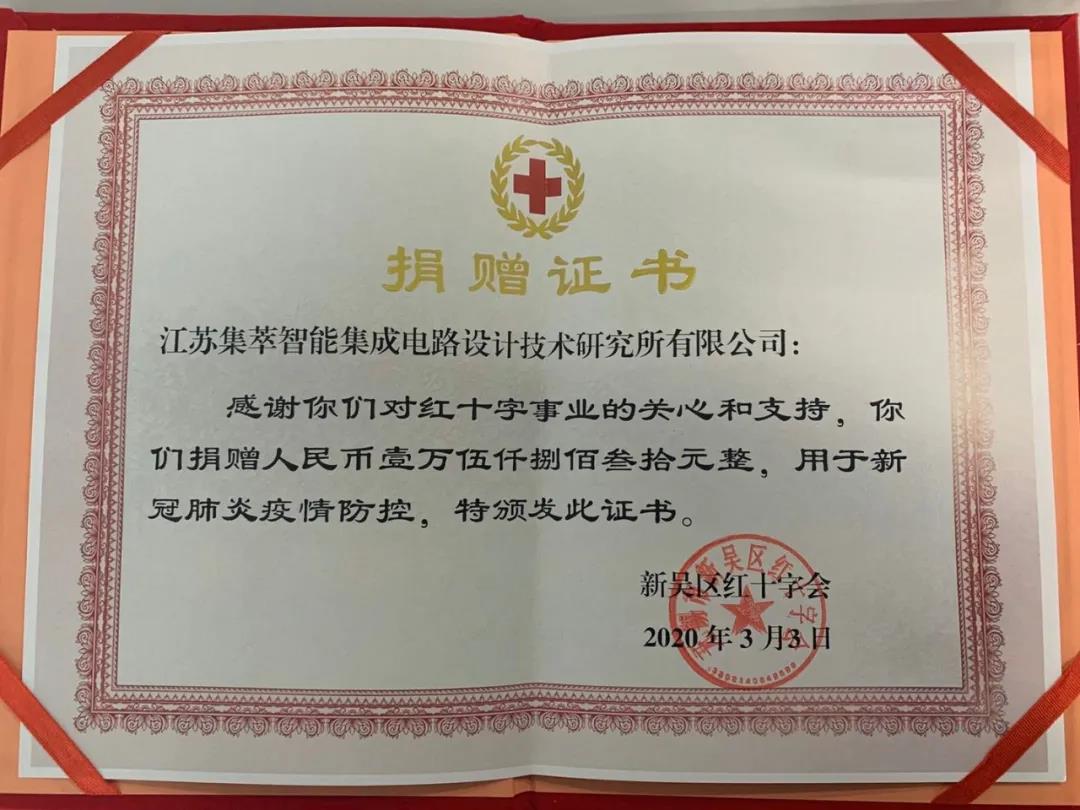 捐赠证书
江苏集萃智能集成电路设计技术研究所有限公司：
感谢你们对红十字事业的关心和支持，你
们捐赠人民币壹万伍仟捌佰叁拾元整，用于新
冠肺炎疫情防控，特颁发此证书。
新吴区红十字会
2020 年 3 月3 日